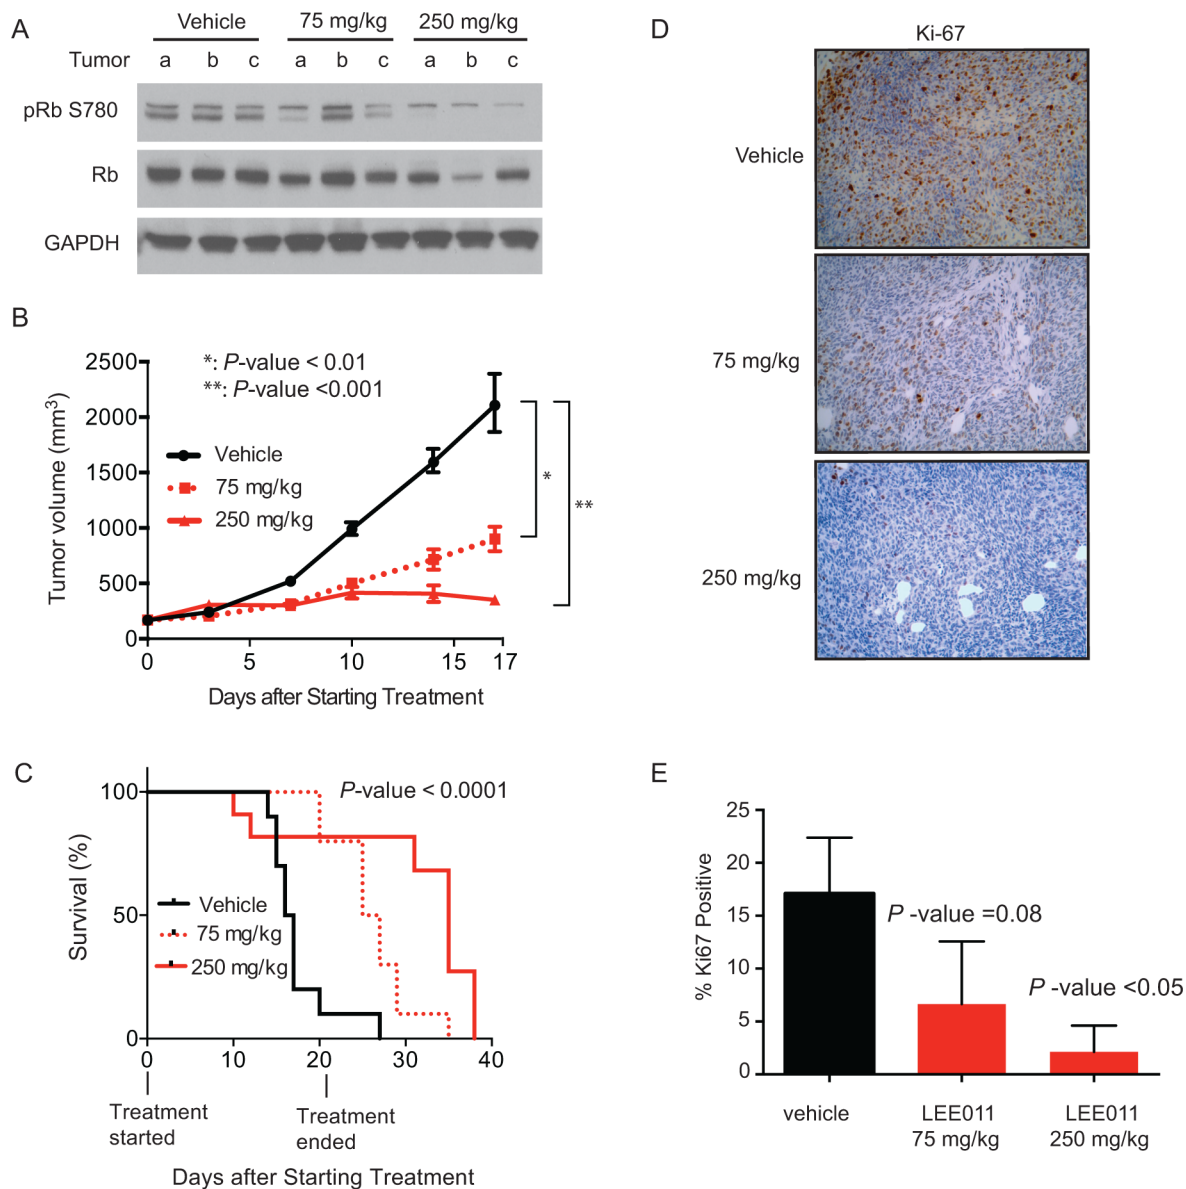 A
Vehicle 75 mg/kg 250 mg/kg
Tumor a b c a b c a b c
pRb S780
Rb
GAPDH
B
*: P-value < 0.01
**: P-value <0.001
Vehicle
75 mg/kg
250 mg/kg
Tumor volume (mm3)
2500
2000
1500
1000
500
0
*
**
0 5 10 15 17
Days after Starting Treatment
C
P-value < 0.0001
Survival (%)
100
50
0
Vehicle
75 mg/kg
250 mg/kg
0 10 20 30 40
Treatment
started
Treatment
ended
Days after Starting Treatment
D
Ki-67
Vehicle
75 mg/kg
250 mg/kg
E
% Ki67 Positive
25
20
15
10
5
0
P -value =0.08
P -value <0.05
vehicle
LEE011
75 mg/kg
LEE011
250 mg/kg